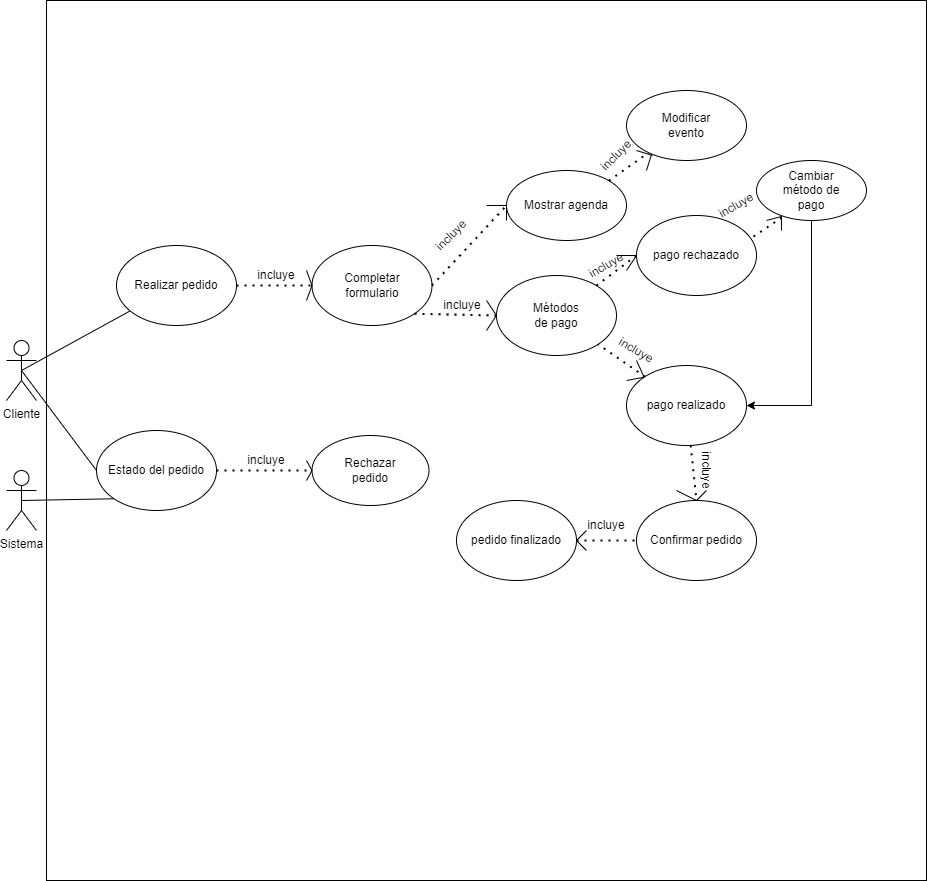 Modificar
evento
incluye
Cambiar
método de
pago
Mostrar agenda
incluye
incluye
pago rechazado
incluye
Realizar pedido
incluye
Completar
formulario
incluye
Métodos
de pago
incluye
pago realizado
Cliente
Estado del pedido
incluye
Rechazar
pedido
incluye
Sistema
pedido finalizado
incluye
Confirmar pedido